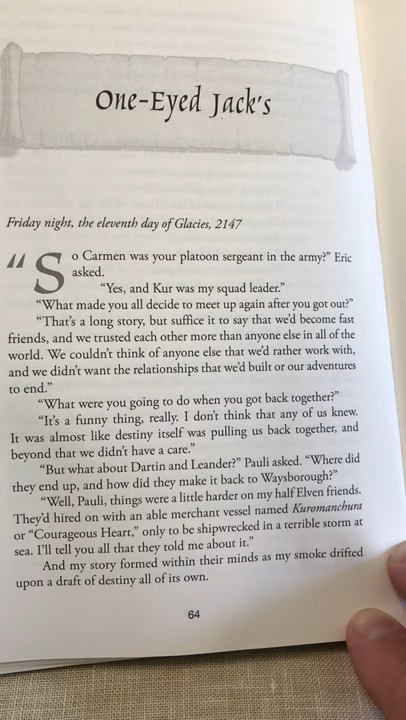 One-Eyed Jack's
Friday night, the eleventh day of Glacies, 2147
"So Carmen was your platoon sergeant in the army?" Eric
asked.
"Yes, and Kur was my squad leader."
"What made you all decide to meet up again after you got out?"
"That's a long story, but suffice it to say that we'd become fast
friends, and we trusted each other more than anyone else in all of the
world. We couldn't think of anyone else that we'd rather work with,
and we didn't want the relationships that we'd built or our adventures
to end."
"What were you going to do when you got back together?"
"It's a funny thing, really. I don't think that any of us knew.
It was almost like destiny itself was pulling us back together, and
beyond that we didn't have a care."
"But what about Dartin and Leander?" Pauli asked. "Where did
they end up, and how did they make it back to Waysborough?"
"Well, Pauli, things were a little harder on my half Elven friends.
They'd hired on with an able merchant vessel named Kuromanchura
or "Courageous Heart," only to be shipwrecked in a terrible storm at
sea. I'll tell you all that they told me about it."
And my story formed within their minds as my smoke drifted
upon a draft of destiny all of its own.
64